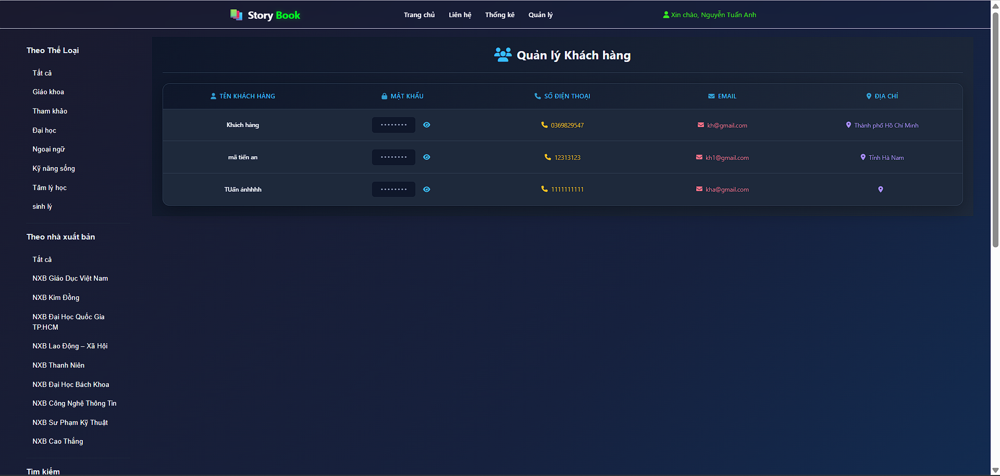 Story Book
Trang chủ Liên hệ Thống kê Quản lý
Xin chào, Nguyễn Tuấn Anh
Theo Thể Loại
Tất cả
Giáo khoa
Tham khảo
Đại học
Ngoại ngữ
Kỹ năng sống
Tâm lý học
sinh lý
Theo nhà xuất bản
Tất cả
NXB Giáo Dục Việt Nam
NXB Kim Đồng
NXB Đại Học Quốc Gia
TP.HCM
NXB Lao Động – Xã Hội
NXB Thanh Niên
NXB Đại Học Bách Khoa
NXB Công Nghệ Thông Tin
NXB Sư Phạm Kỹ Thuật
NXB Cao Thắng
Tìm kiếm
Quản lý Khách hàng
TÊN KHÁCH HÀNG MẬT KHẨU SỐ ĐIỆN THOẠI EMAIL ĐỊA CHỈ
Khách hàng •••••••• 0369829547 kh@gmail.com Thành phố Hồ Chí Minh
mã tiến an •••••••• 12313123 kh1@gmail.com Tỉnh Hà Nam
TUấn ánhhhh •••••••• 1111111111 kha@gmail.com